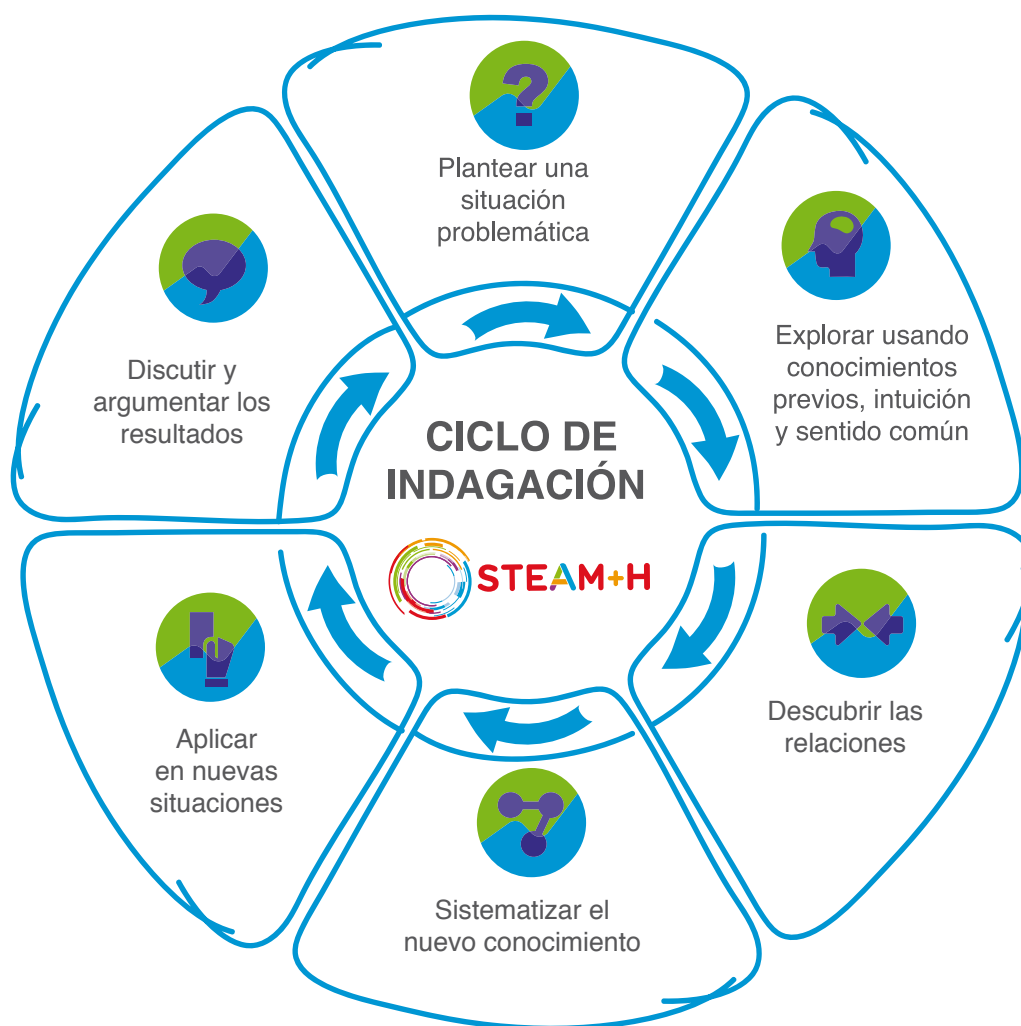 Plantear una
situación
problemática
Explorar usando
conocimientos
previos, intuición
y sentido común
Descubrir las
relaciones
Sistematizar el
nuevo conocimiento
Aplicar
en nuevas
situaciones
Discutir y
argumentar los
resultados
CICLO DE
INDAGACIÓN
STEAM+H